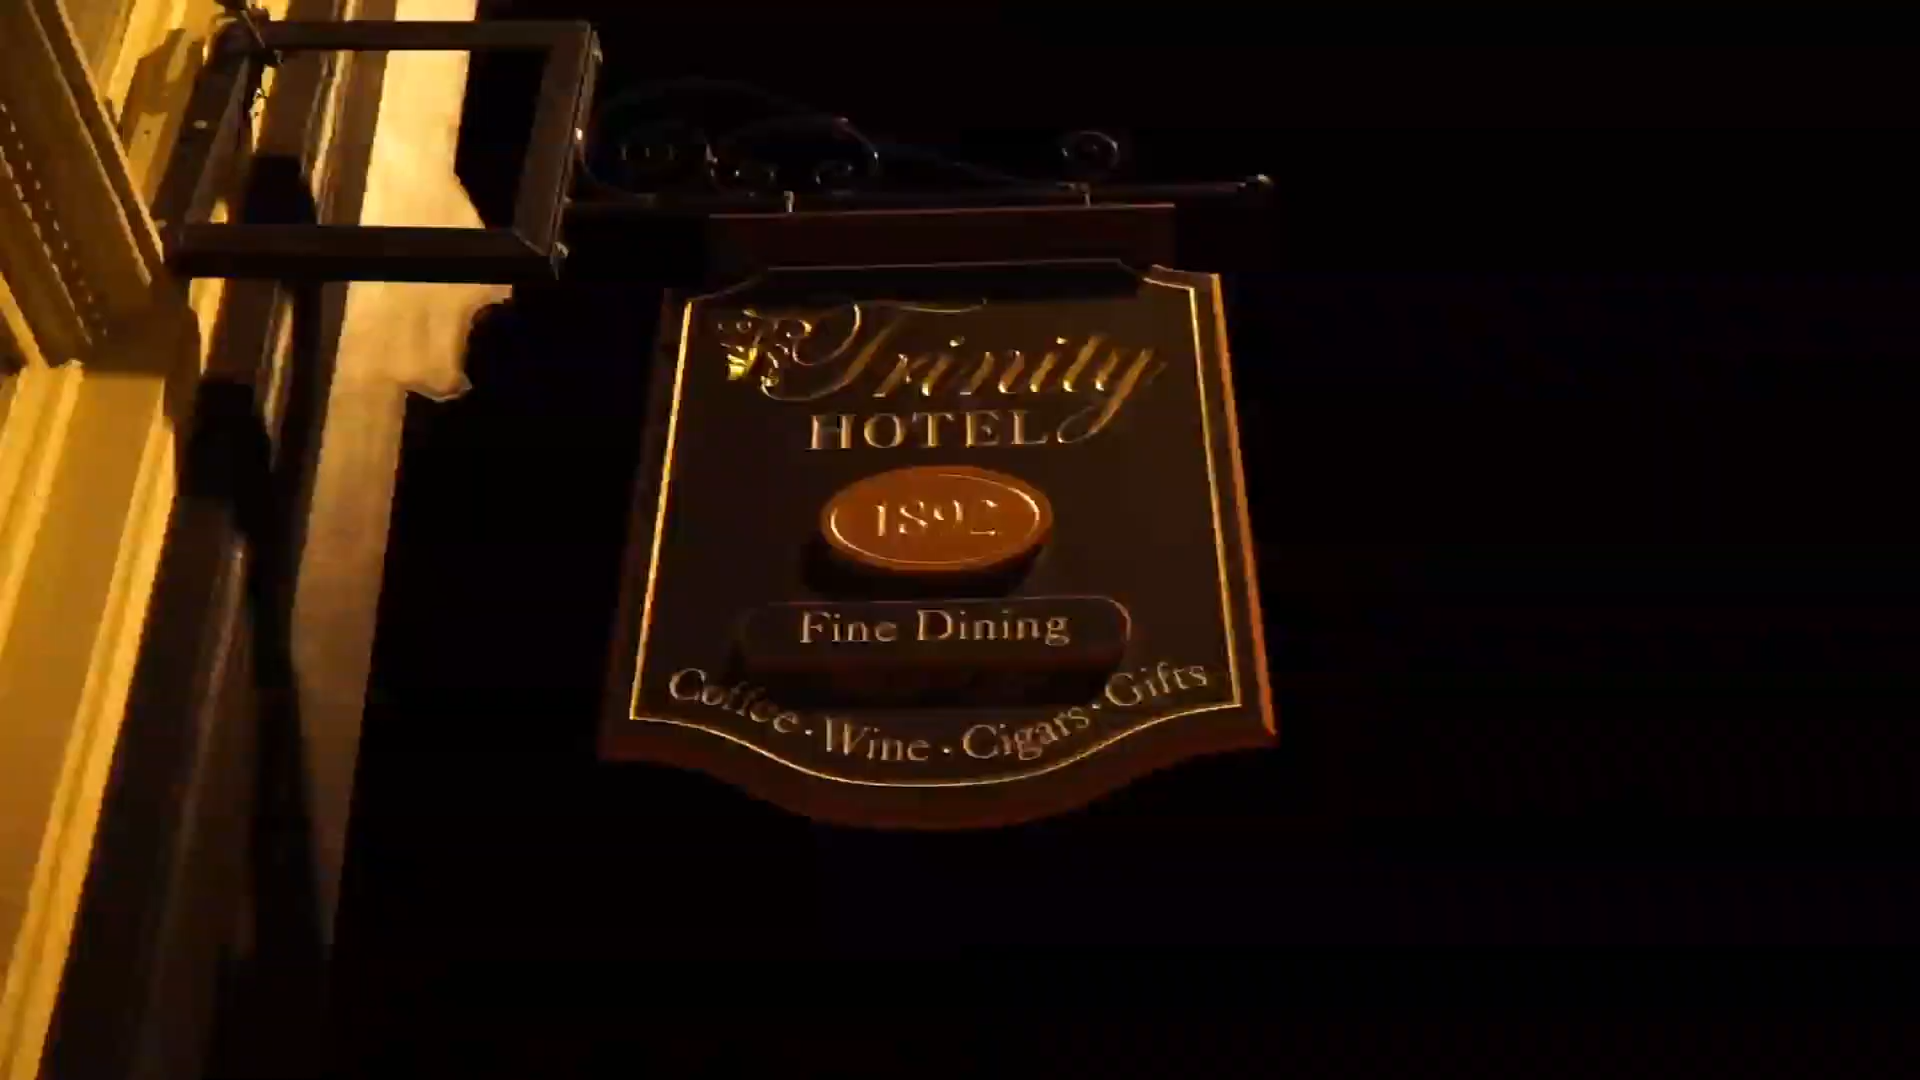 Trinity
HOTEL
1892
Fine Dining
Coffee · Wine · Cigars · Gifts